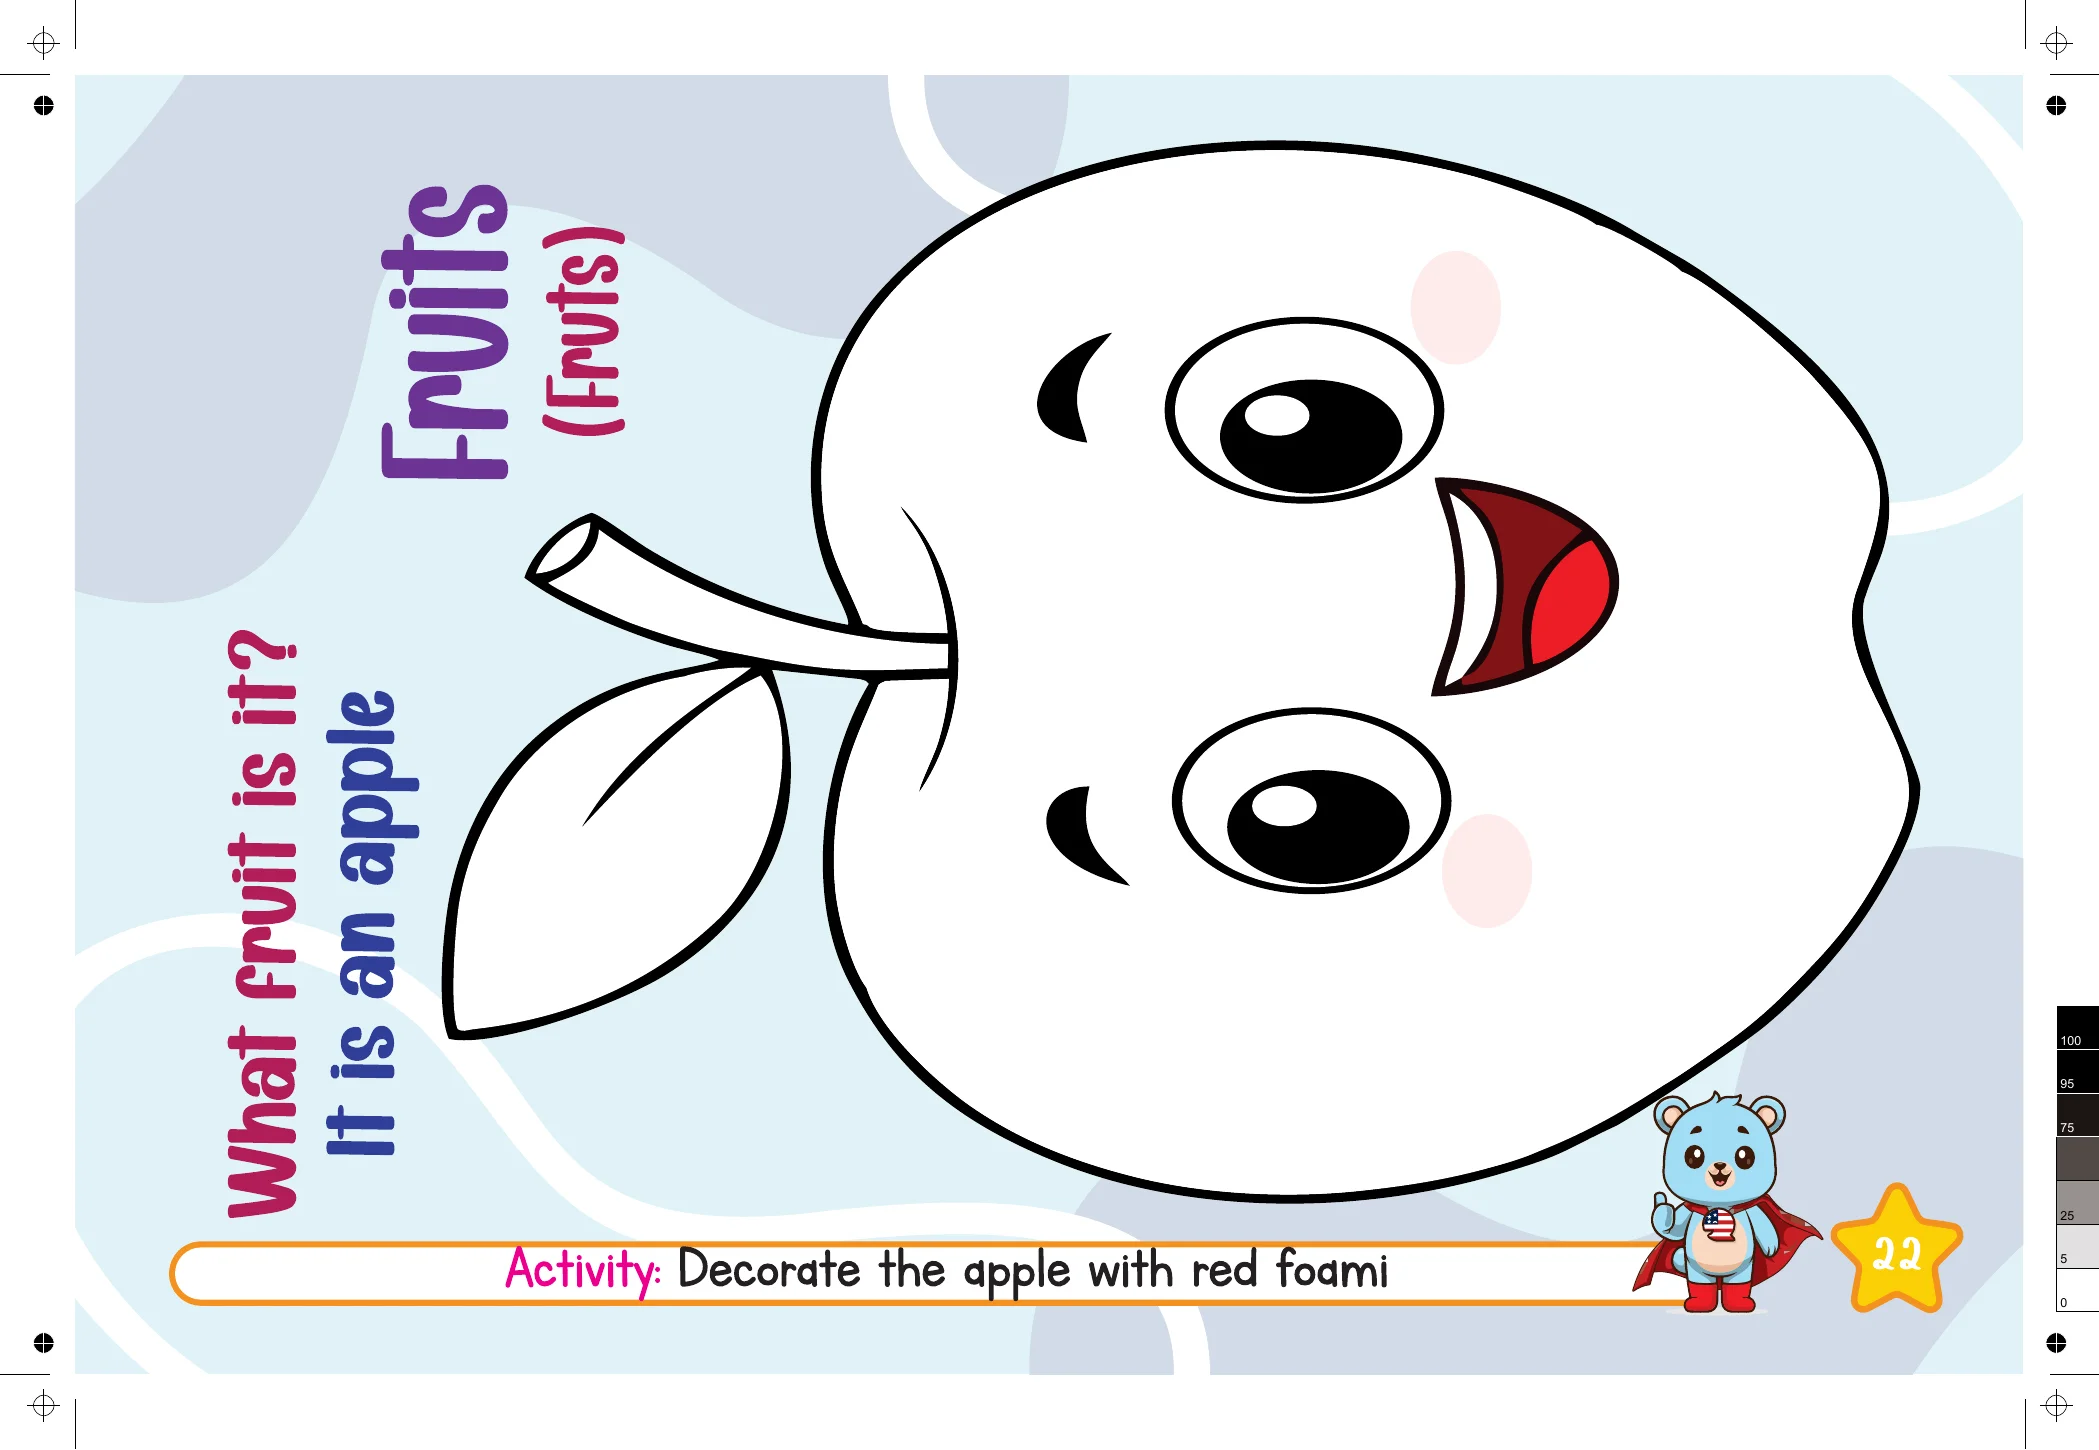 Fruits
(Fruts)
What fruit is it?
It is an apple
Activity: Decorate the apple with red foami
22
100
95
75
25
5
0